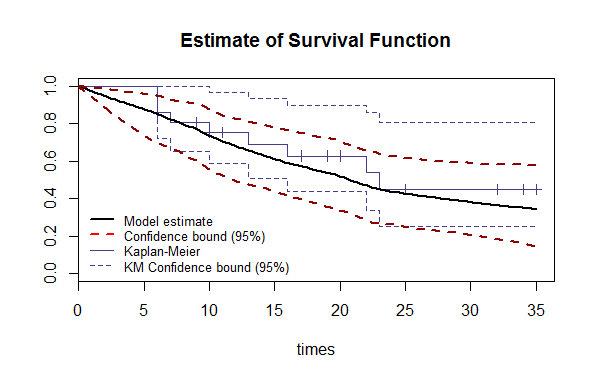 Estimate of Survival Function
1.0
0.8
0.6
0.4
0.2
0.0
Model estimate
Confidence bound (95%)
Kaplan-Meier
KM Confidence bound (95%)
0 5 10 15 20 25 30 35
times